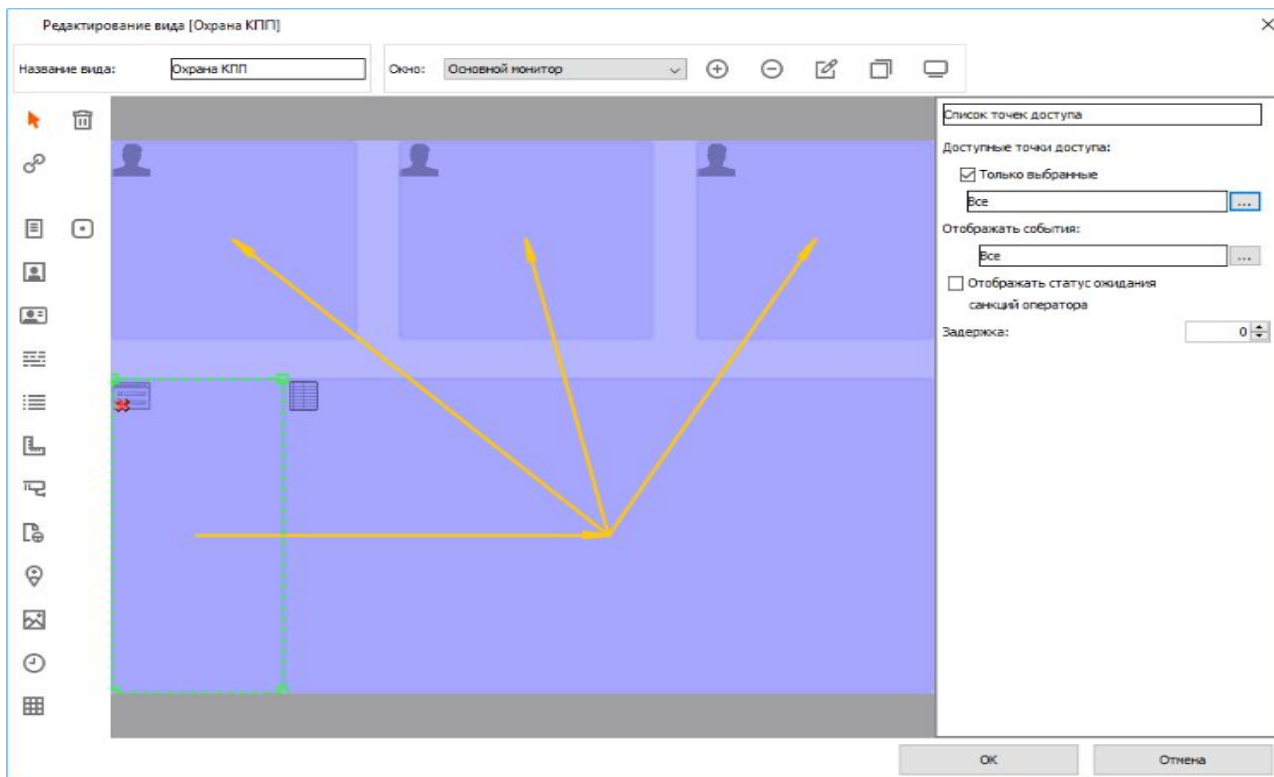 Редактирование вида [Охрана КПП]
Название вида:
Охрана КПП
Окно:
Основной монитор
Список точек доступа
Доступные точки доступа:
Только выбранные
Все
...
Отображать события:
Все
...
Отображать статус ожидания
санкций оператора
Задержка:
0
ОК
Отмена